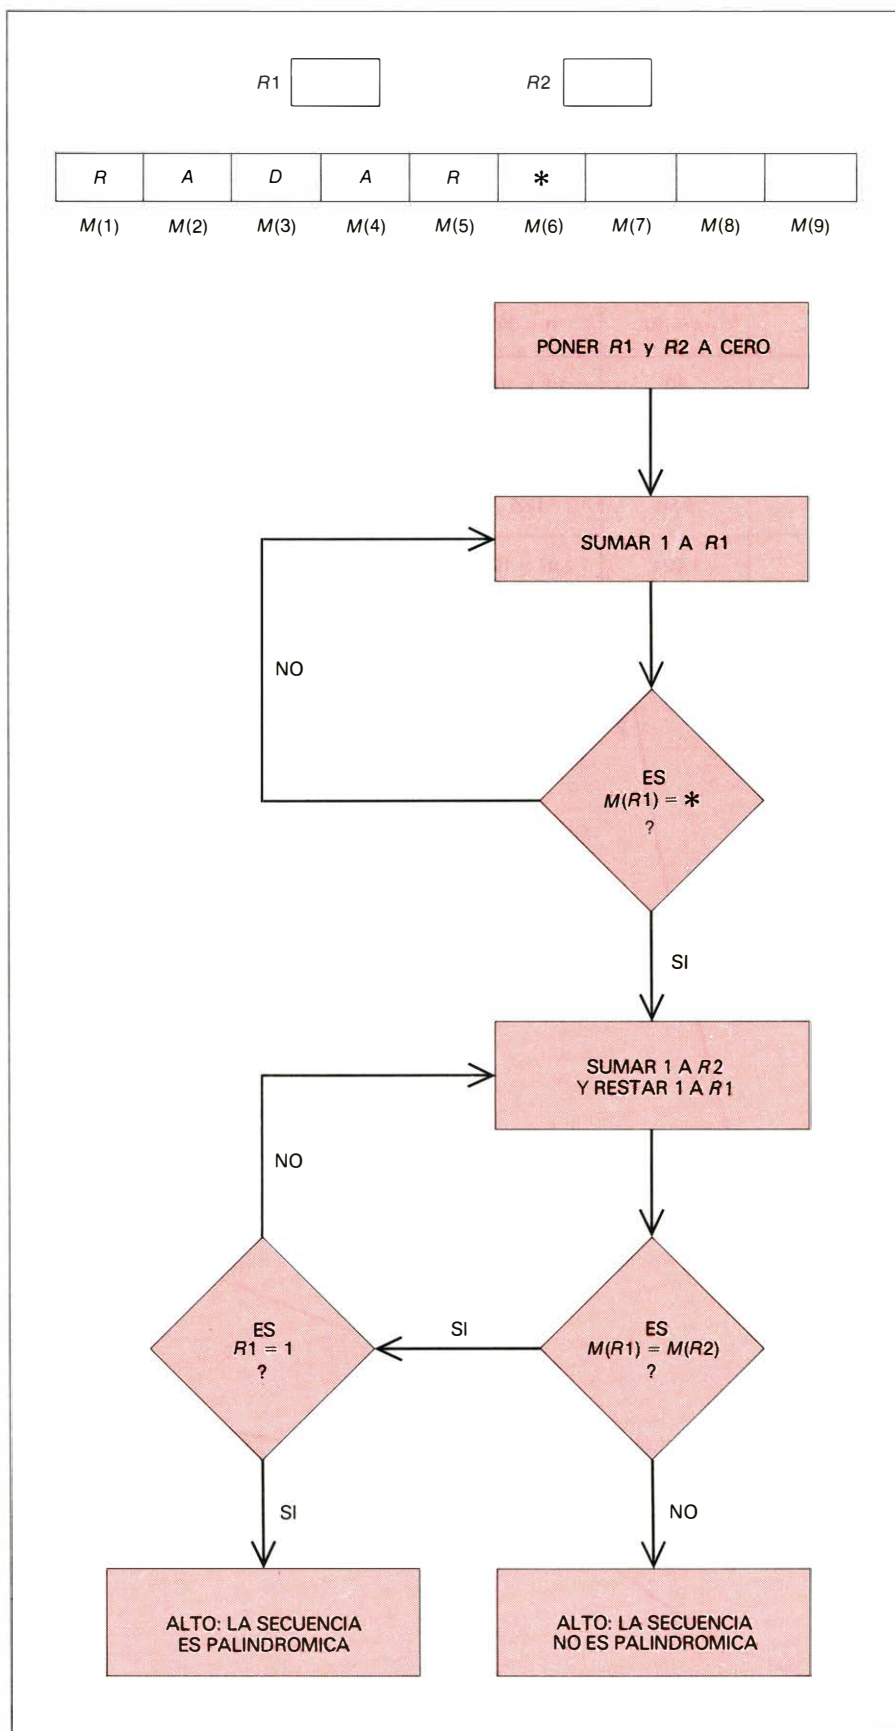 R1 R2
R A D A R *
M(1) M(2) M(3) M(4) M(5) M(6) M(7) M(8) M(9)
PONER R1 y R2 A CERO
SUMAR 1 A R1
NO
ES
M(R1) = *
?
SI
SUMAR 1 A R2
Y RESTAR 1 A R1
NO
ES
R1 = 1
?
SI
ES
M(R1) = M(R2)
?
SI
NO
ALTO: LA SECUENCIA
ES PALINDROMICA
ALTO: LA SECUENCIA
NO ES PALINDROMICA